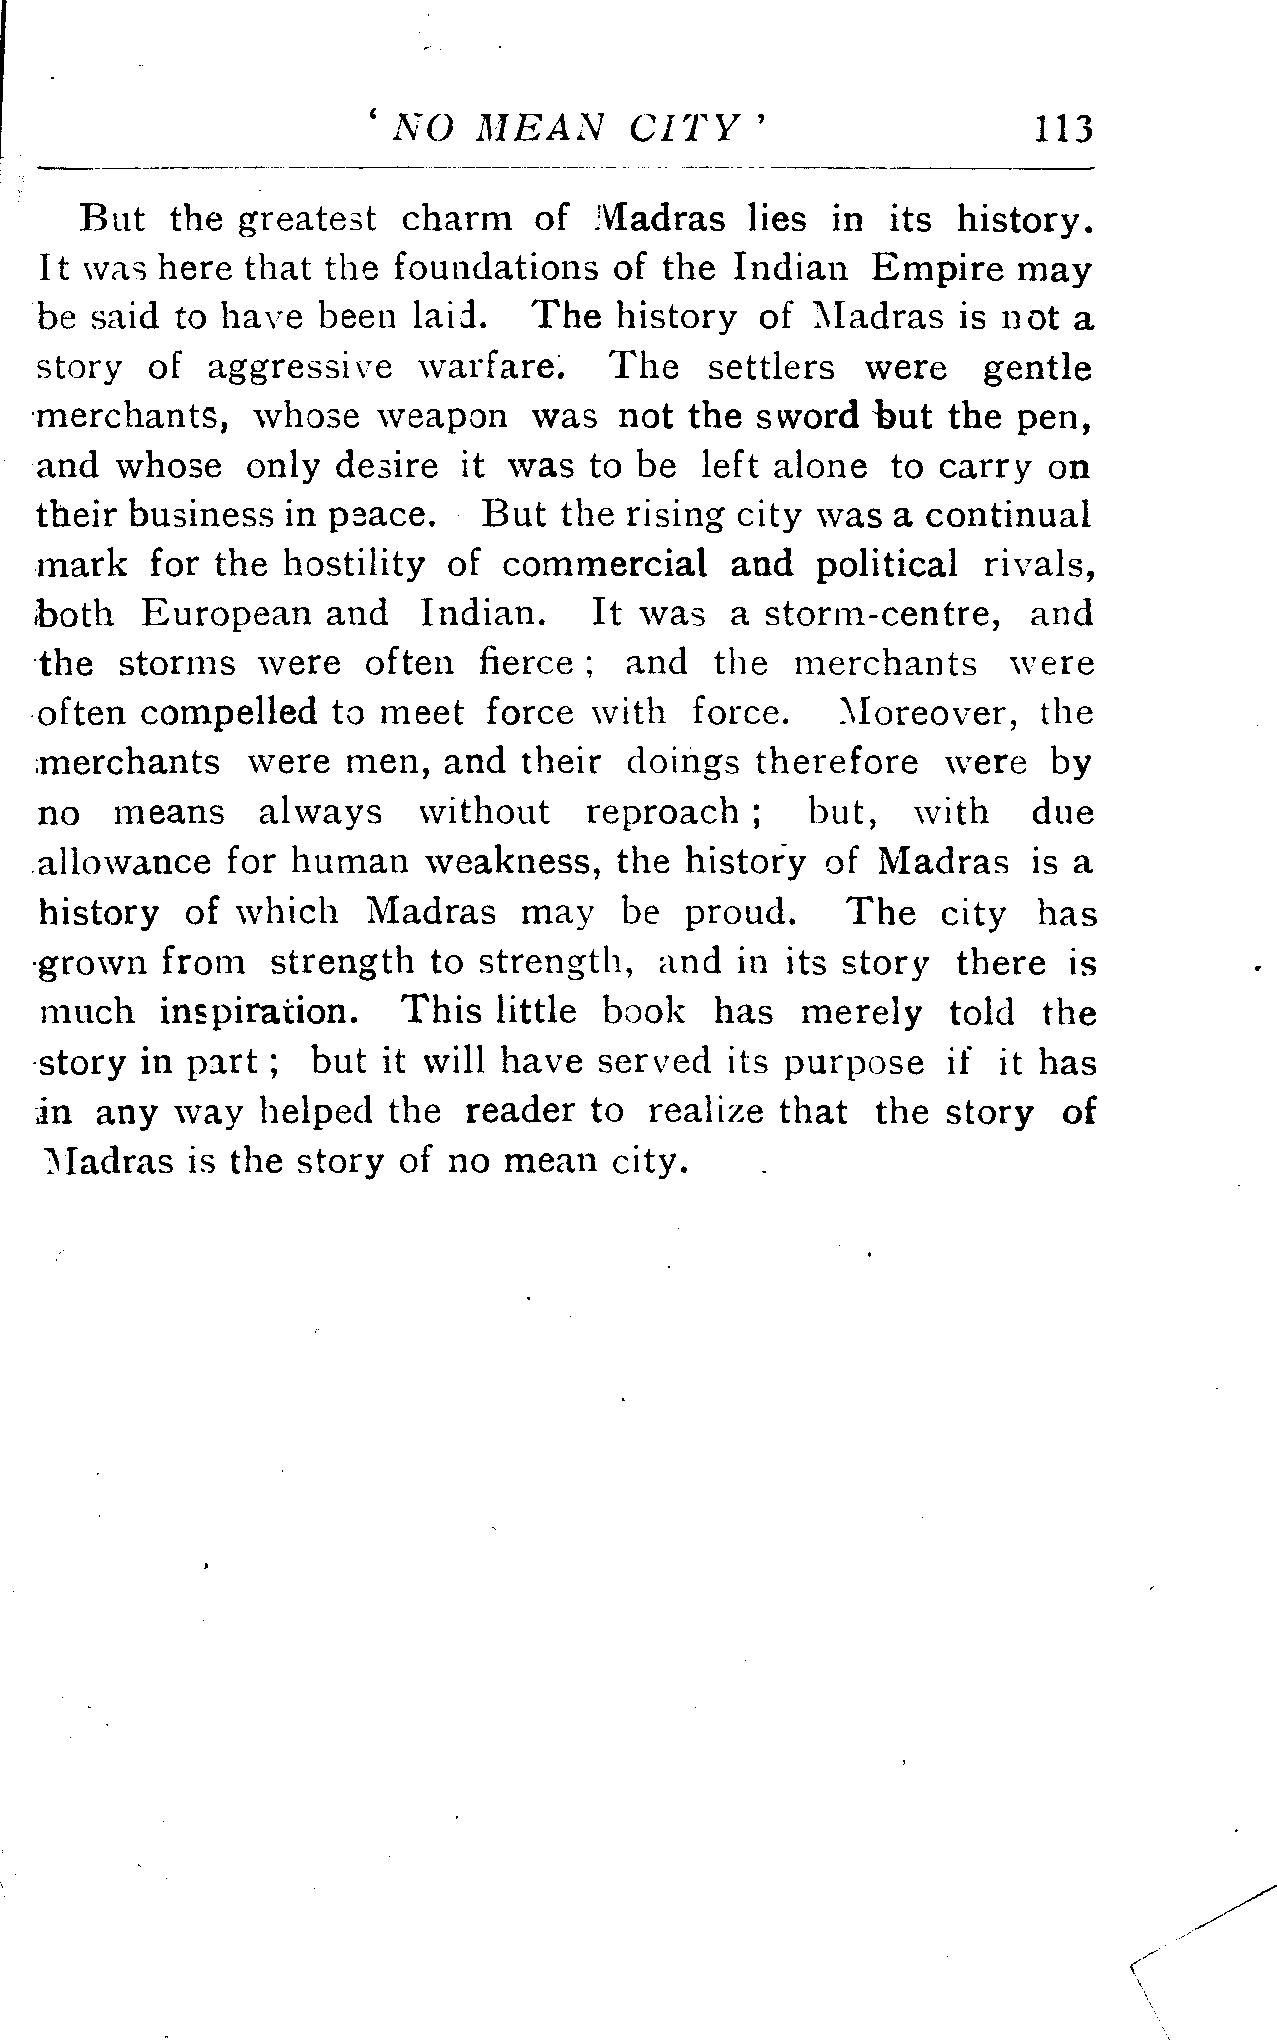 ‘ NO MEAN CITY ’ 113
But the greatest charm of Madras lies in its history.
It was here that the foundations of the Indian Empire may
be said to have been laid. The history of Madras is not a
story of aggressive warfare. The settlers were gentle
merchants, whose weapon was not the sword but the pen,
and whose only desire it was to be left alone to carry on
their business in peace. But the rising city was a continual
mark for the hostility of commercial and political rivals,
both European and Indian. It was a storm-centre, and
the storms were often fierce ; and the merchants were
often compelled to meet force with force. Moreover, the
merchants were men, and their doings therefore were by
no means always without reproach ; but, with due
allowance for human weakness, the history of Madras is a
history of which Madras may be proud. The city has
grown from strength to strength, and in its story there is
much inspiration. This little book has merely told the
story in part ; but it will have served its purpose if it has
in any way helped the reader to realize that the story of
Madras is the story of no mean city.